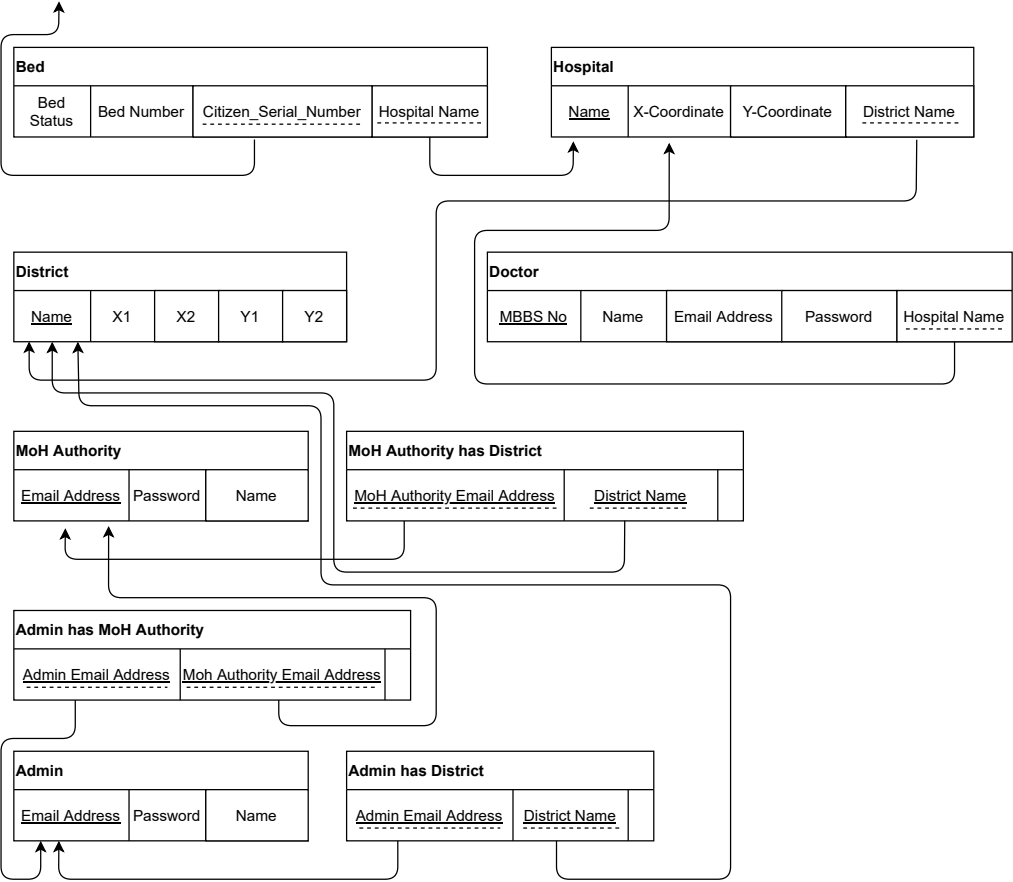 Bed
Bed Status
Bed Number
Citizen_Serial_Number
Hospital Name
Hospital
Name
X-Coordinate
Y-Coordinate
District Name
District
Name
X1
X2
Y1
Y2
Doctor
MBBS No
Name
Email Address
Password
Hospital Name
MoH Authority
Email Address
Password
Name
MoH Authority has District
MoH Authority Email Address
District Name
Admin has MoH Authority
Admin Email Address
Moh Authority Email Address
Admin
Email Address
Password
Name
Admin has District
Admin Email Address
District Name